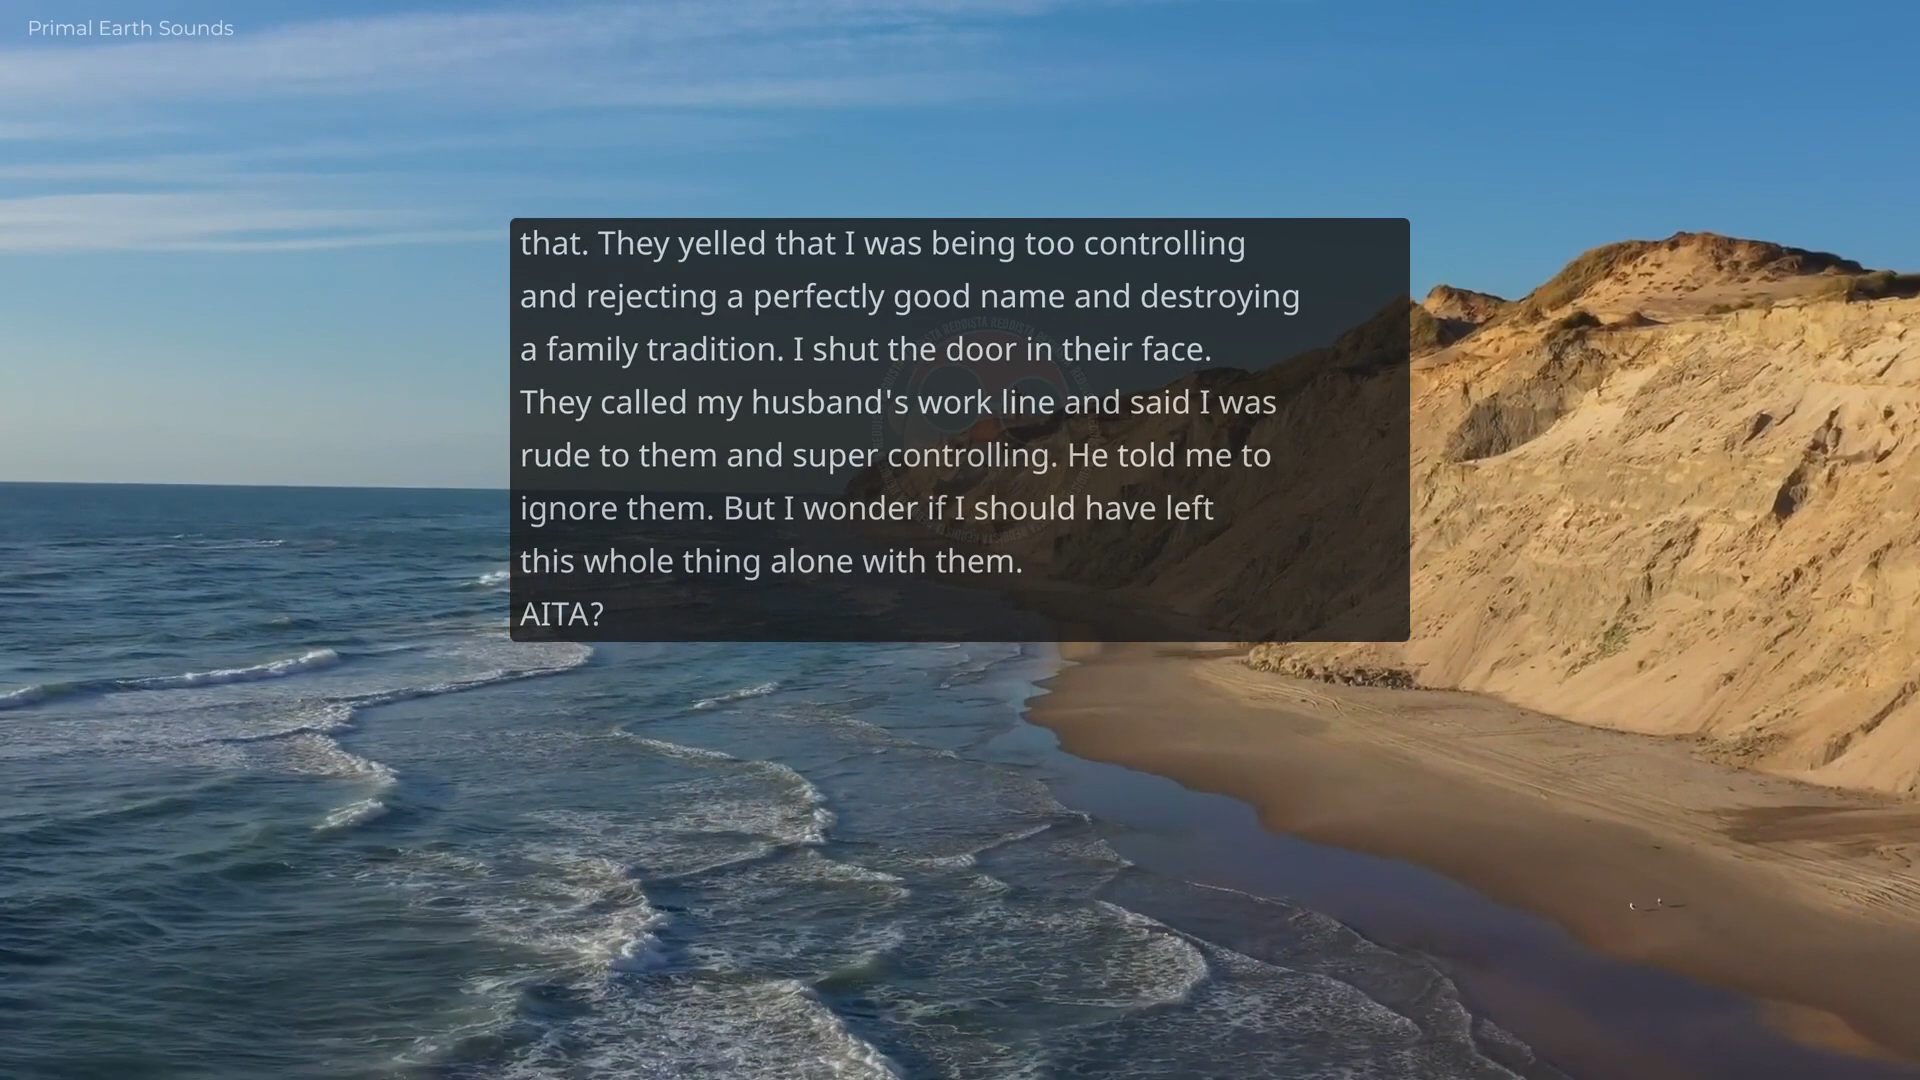 Primal Earth Sounds
that. They yelled that I was being too controlling
and rejecting a perfectly good name and destroying
a family tradition. I shut the door in their face.
They called my husband's work line and said I was
rude to them and super controlling. He told me to
ignore them. But I wonder if I should have left
this whole thing alone with them.
AITA?